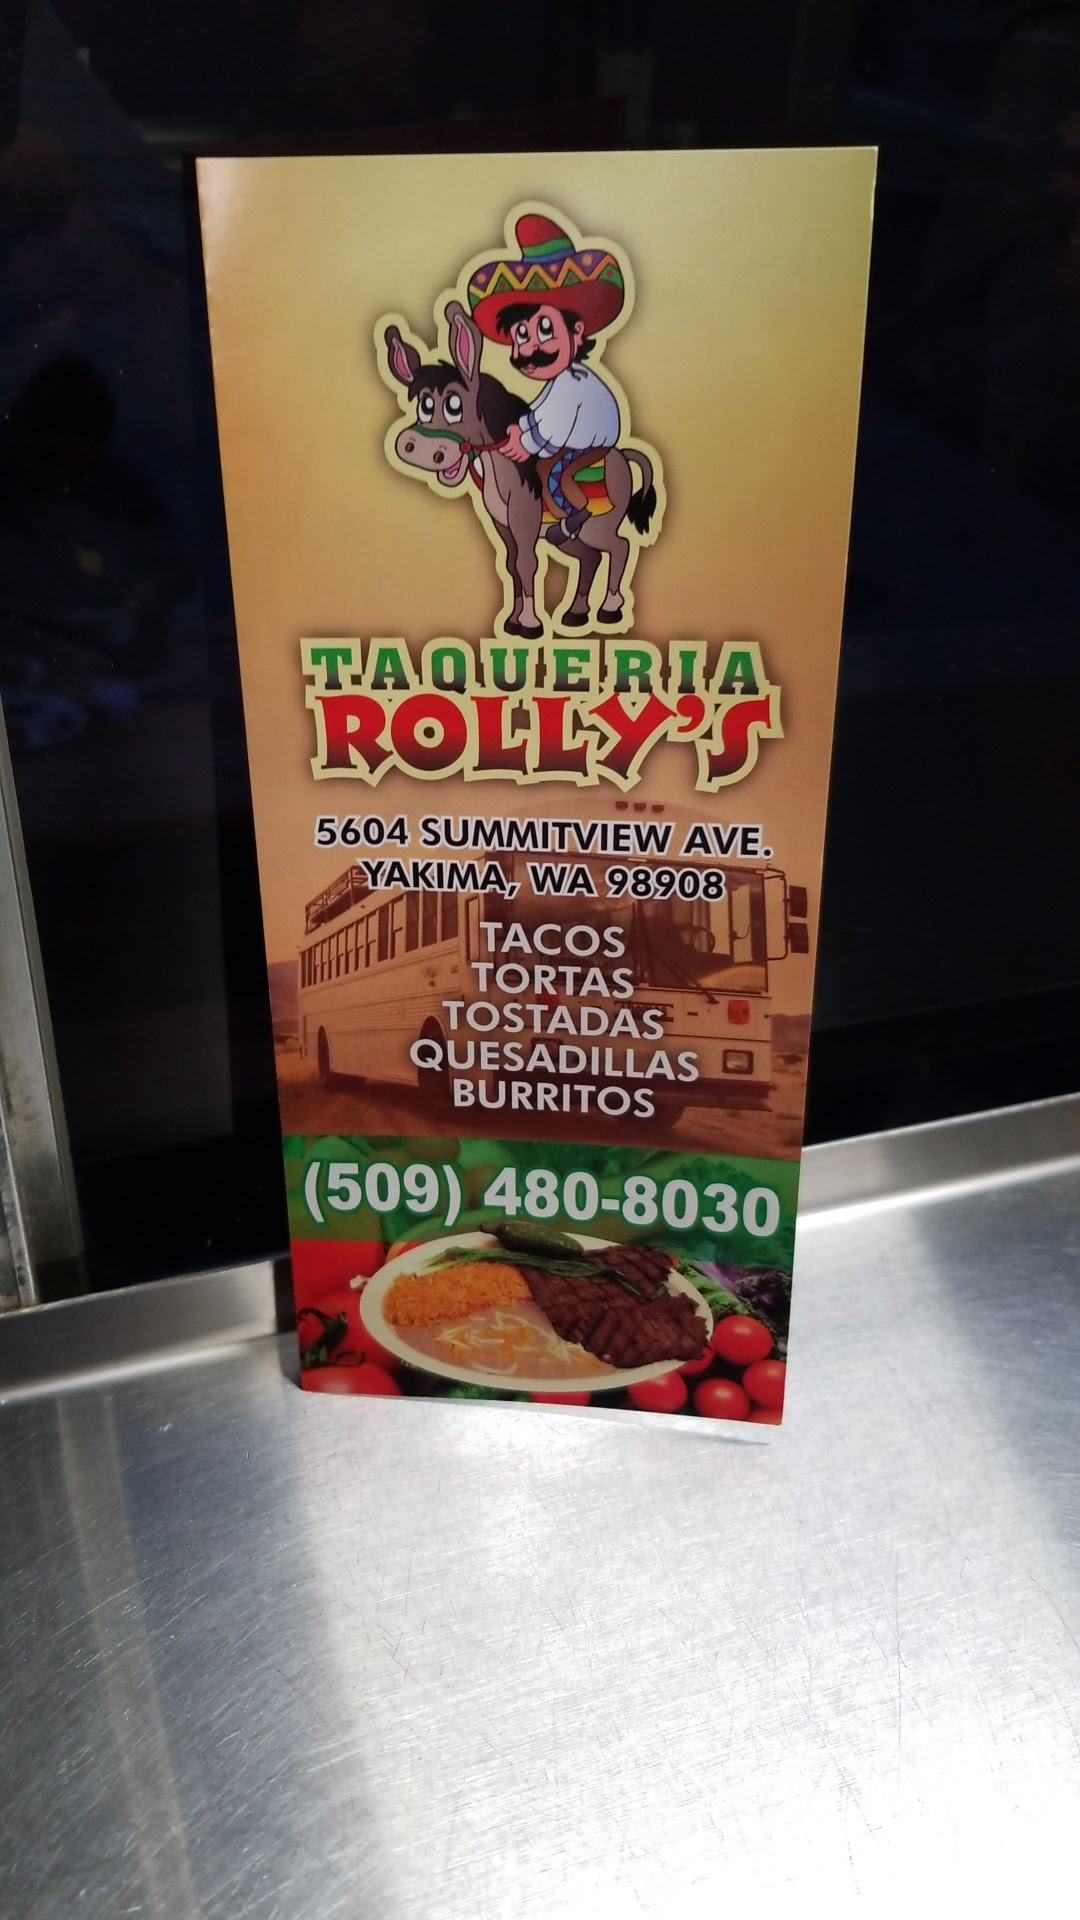 TAQUERIA
ROLLY'S
5604 SUMMITVIEW AVE.
YAKIMA, WA 98908
TACOS
TORTAS
TOSTADAS
QUESADILLAS
BURRITOS
(509) 480-8030